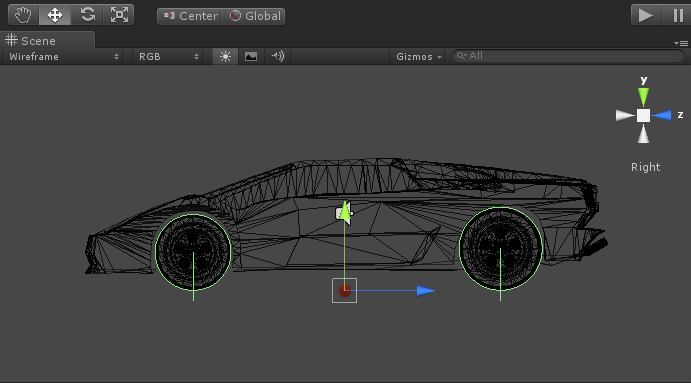 Center Global
Scene
Wireframe RGB Gizmos All
y
z
Right